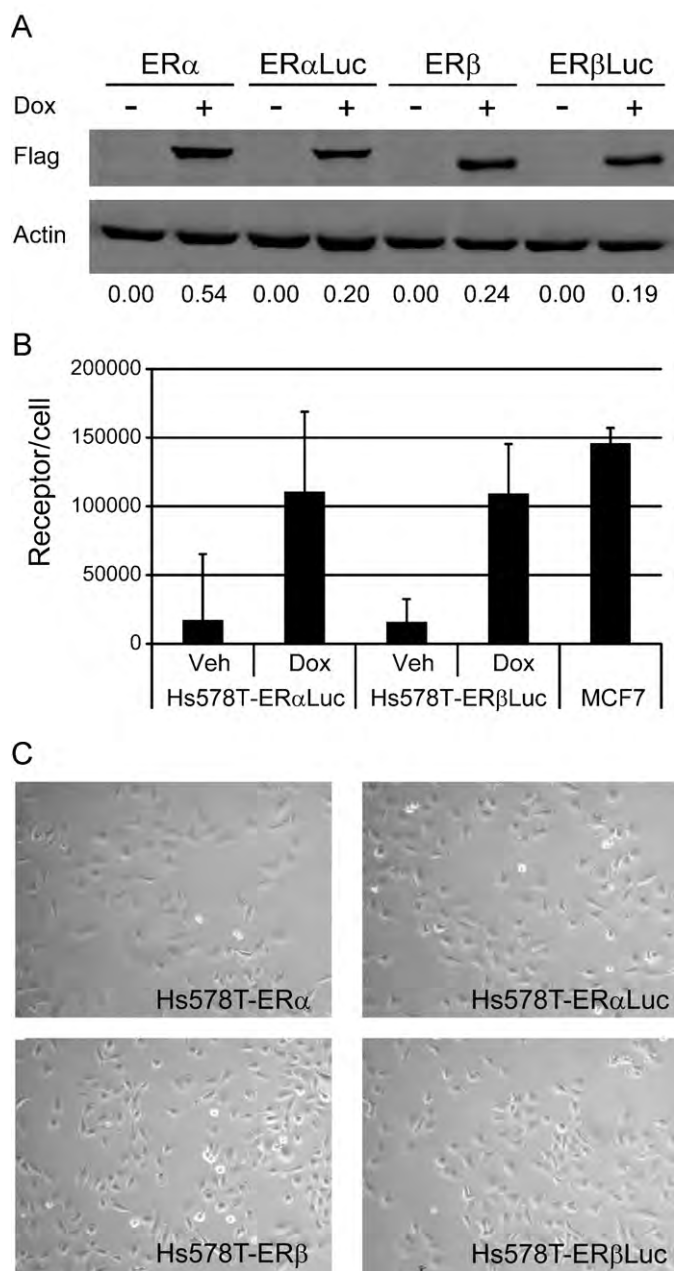 A
ERα ERαLuc ERβ ERβLuc
Dox - + - + - + - +
Flag
Actin
0.00 0.54 0.00 0.20 0.00 0.24 0.00 0.19
B
Receptor/cell
200000
150000
100000
50000
0
Veh Dox Veh Dox
Hs578T-ERαLuc Hs578T-ERβLuc MCF7
C
Hs578T-ERα
Hs578T-ERαLuc
Hs578T-ERβ
Hs578T-ERβLuc